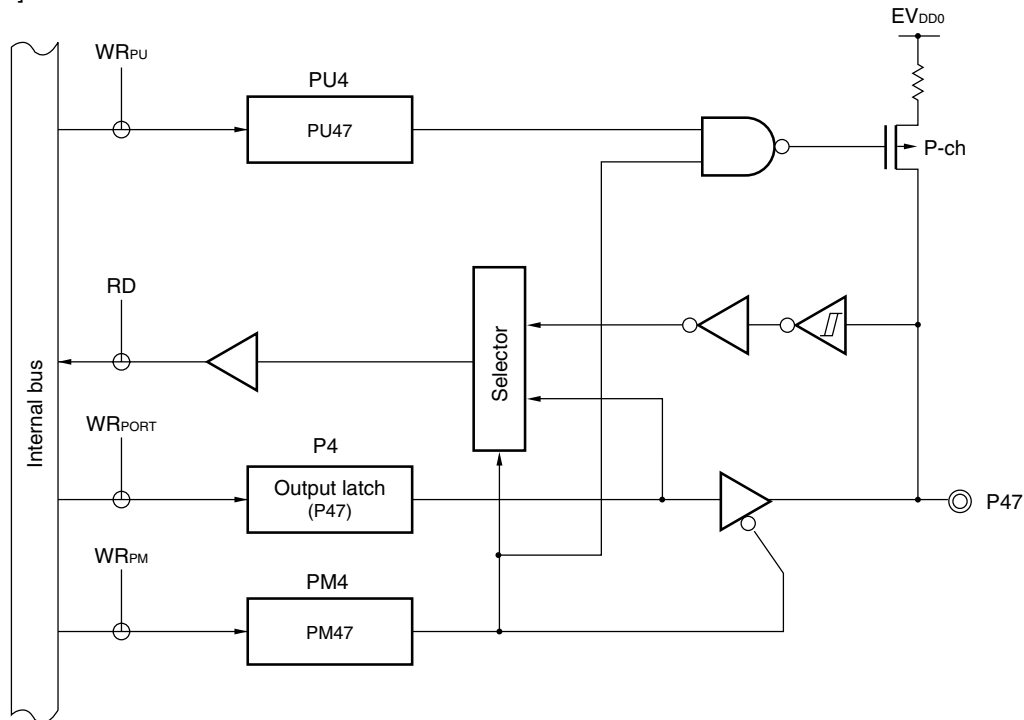 ]
EVDD0
WRPU
PU4
PU47
P-ch
RD
Selector
Internal bus
WRPORT
P4
Output latch
(P47)
P47
WRPM
PM4
PM47